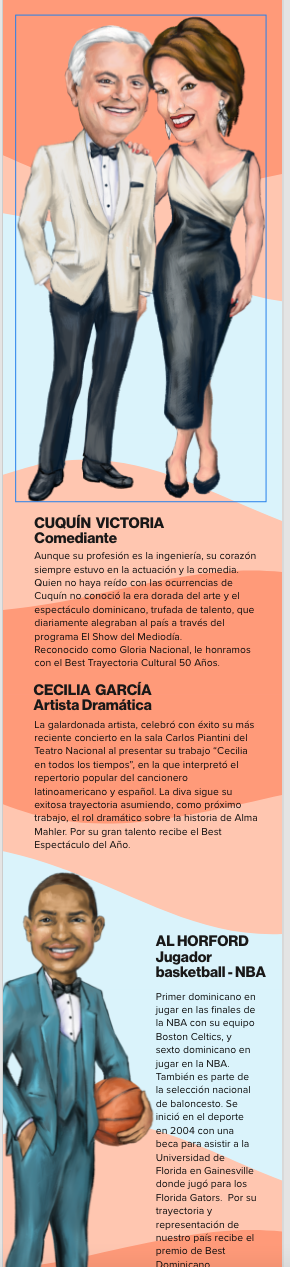 CUQUÍN VICTORIA
Comediante
Aunque su profesión es la ingeniería, su corazón
siempre estuvo en la actuación y la comedia.
Quien no haya reído con las ocurrencias de
Cuquín no conoció la era dorada del arte y el
espectáculo dominicano, trufada de talento, que
diariamente alegraban al país a través del
programa El Show del Mediodía.
Reconocido como Gloria Nacional, le honramos
con el Best Trayectoria Cultural 50 Años.
CECILIA GARCÍA
Artista Dramática
La galardonada artista, celebró con éxito su más
reciente concierto en la sala Carlos Piantini del
Teatro Nacional al presentar su trabajo “Cecilia
en todos los tiempos”, en la que interpretó el
repertorio popular del cancionero
latinoamericano y español. La diva sigue su
exitosa trayectoria asumiendo, como próximo
trabajo, el rol dramático sobre la historia de Alma
Mahler. Por su gran talento recibe el Best
Espectáculo del Año.
AL HORFORD
Jugador
basketball - NBA
Primer dominicano en
jugar en las finales de
la NBA con su equipo
Boston Celtics, y
sexto dominicano en
jugar en la NBA.
También es parte de
la selección nacional
de baloncesto. Se
inició en el deporte
en 2004 con una
beca para asistir a la
Universidad de
Florida en Gainesville
donde jugó para los
Florida Gators. Por su
trayectoria y
representación de
nuestro país recibe el
premio de Best
Dominicano